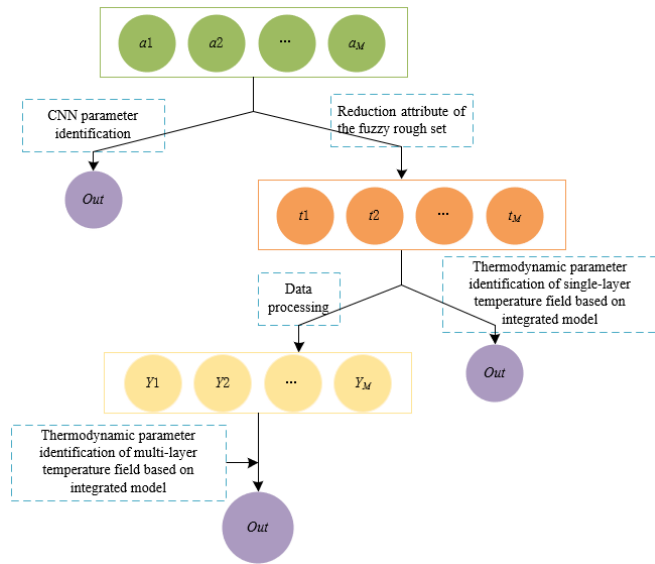 a1 a2 ... aM
CNN parameter
identification
Reduction attribute of
the fuzzy rough set
Out
t1 t2 ... tM
Data
processing
Thermodynamic parameter
identification of single-layer
temperature field based on
integrated model
Out
Y1 Y2 ... YM
Thermodynamic parameter
identification of multi-layer
temperature field based on
integrated model
Out